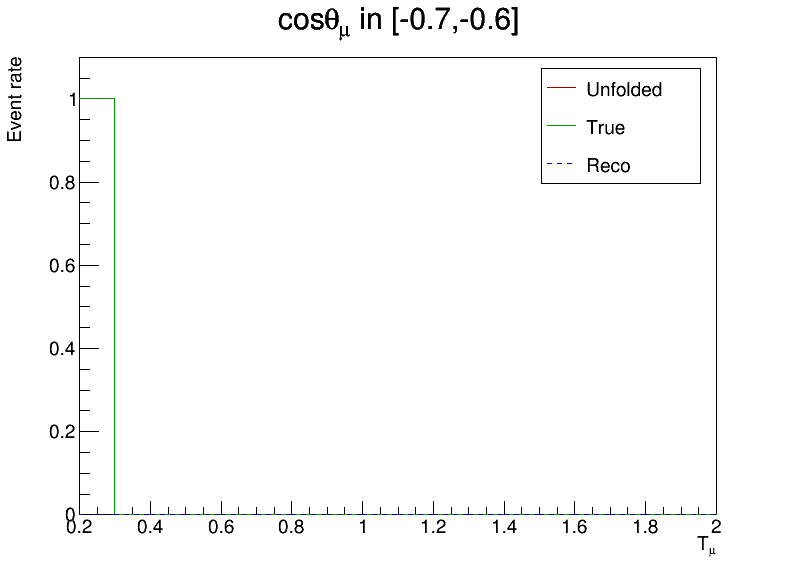 cosθμ in [-0.7,-0.6]
Event rate
Unfolded
True
Reco
1
0.8
0.6
0.4
0.2
0
0.2 0.4 0.6 0.8 1 1.2 1.4 1.6 1.8 2
Tμ